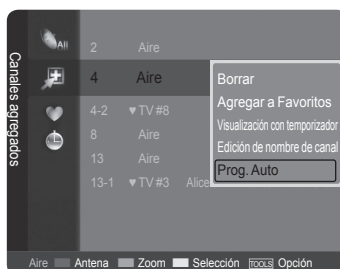 All
Canales agregados
2 Aire
4 Aire
4-2 ♥ TV #8
8 Aire
13 Aire
13-1 ♥ TV #3 Alice
Borrar
Agregar a Favoritos
Visualización con temporizador
Edición de nombre de canal
Prog. Auto
Aire Antena Zoom Selección TOOLS Opción